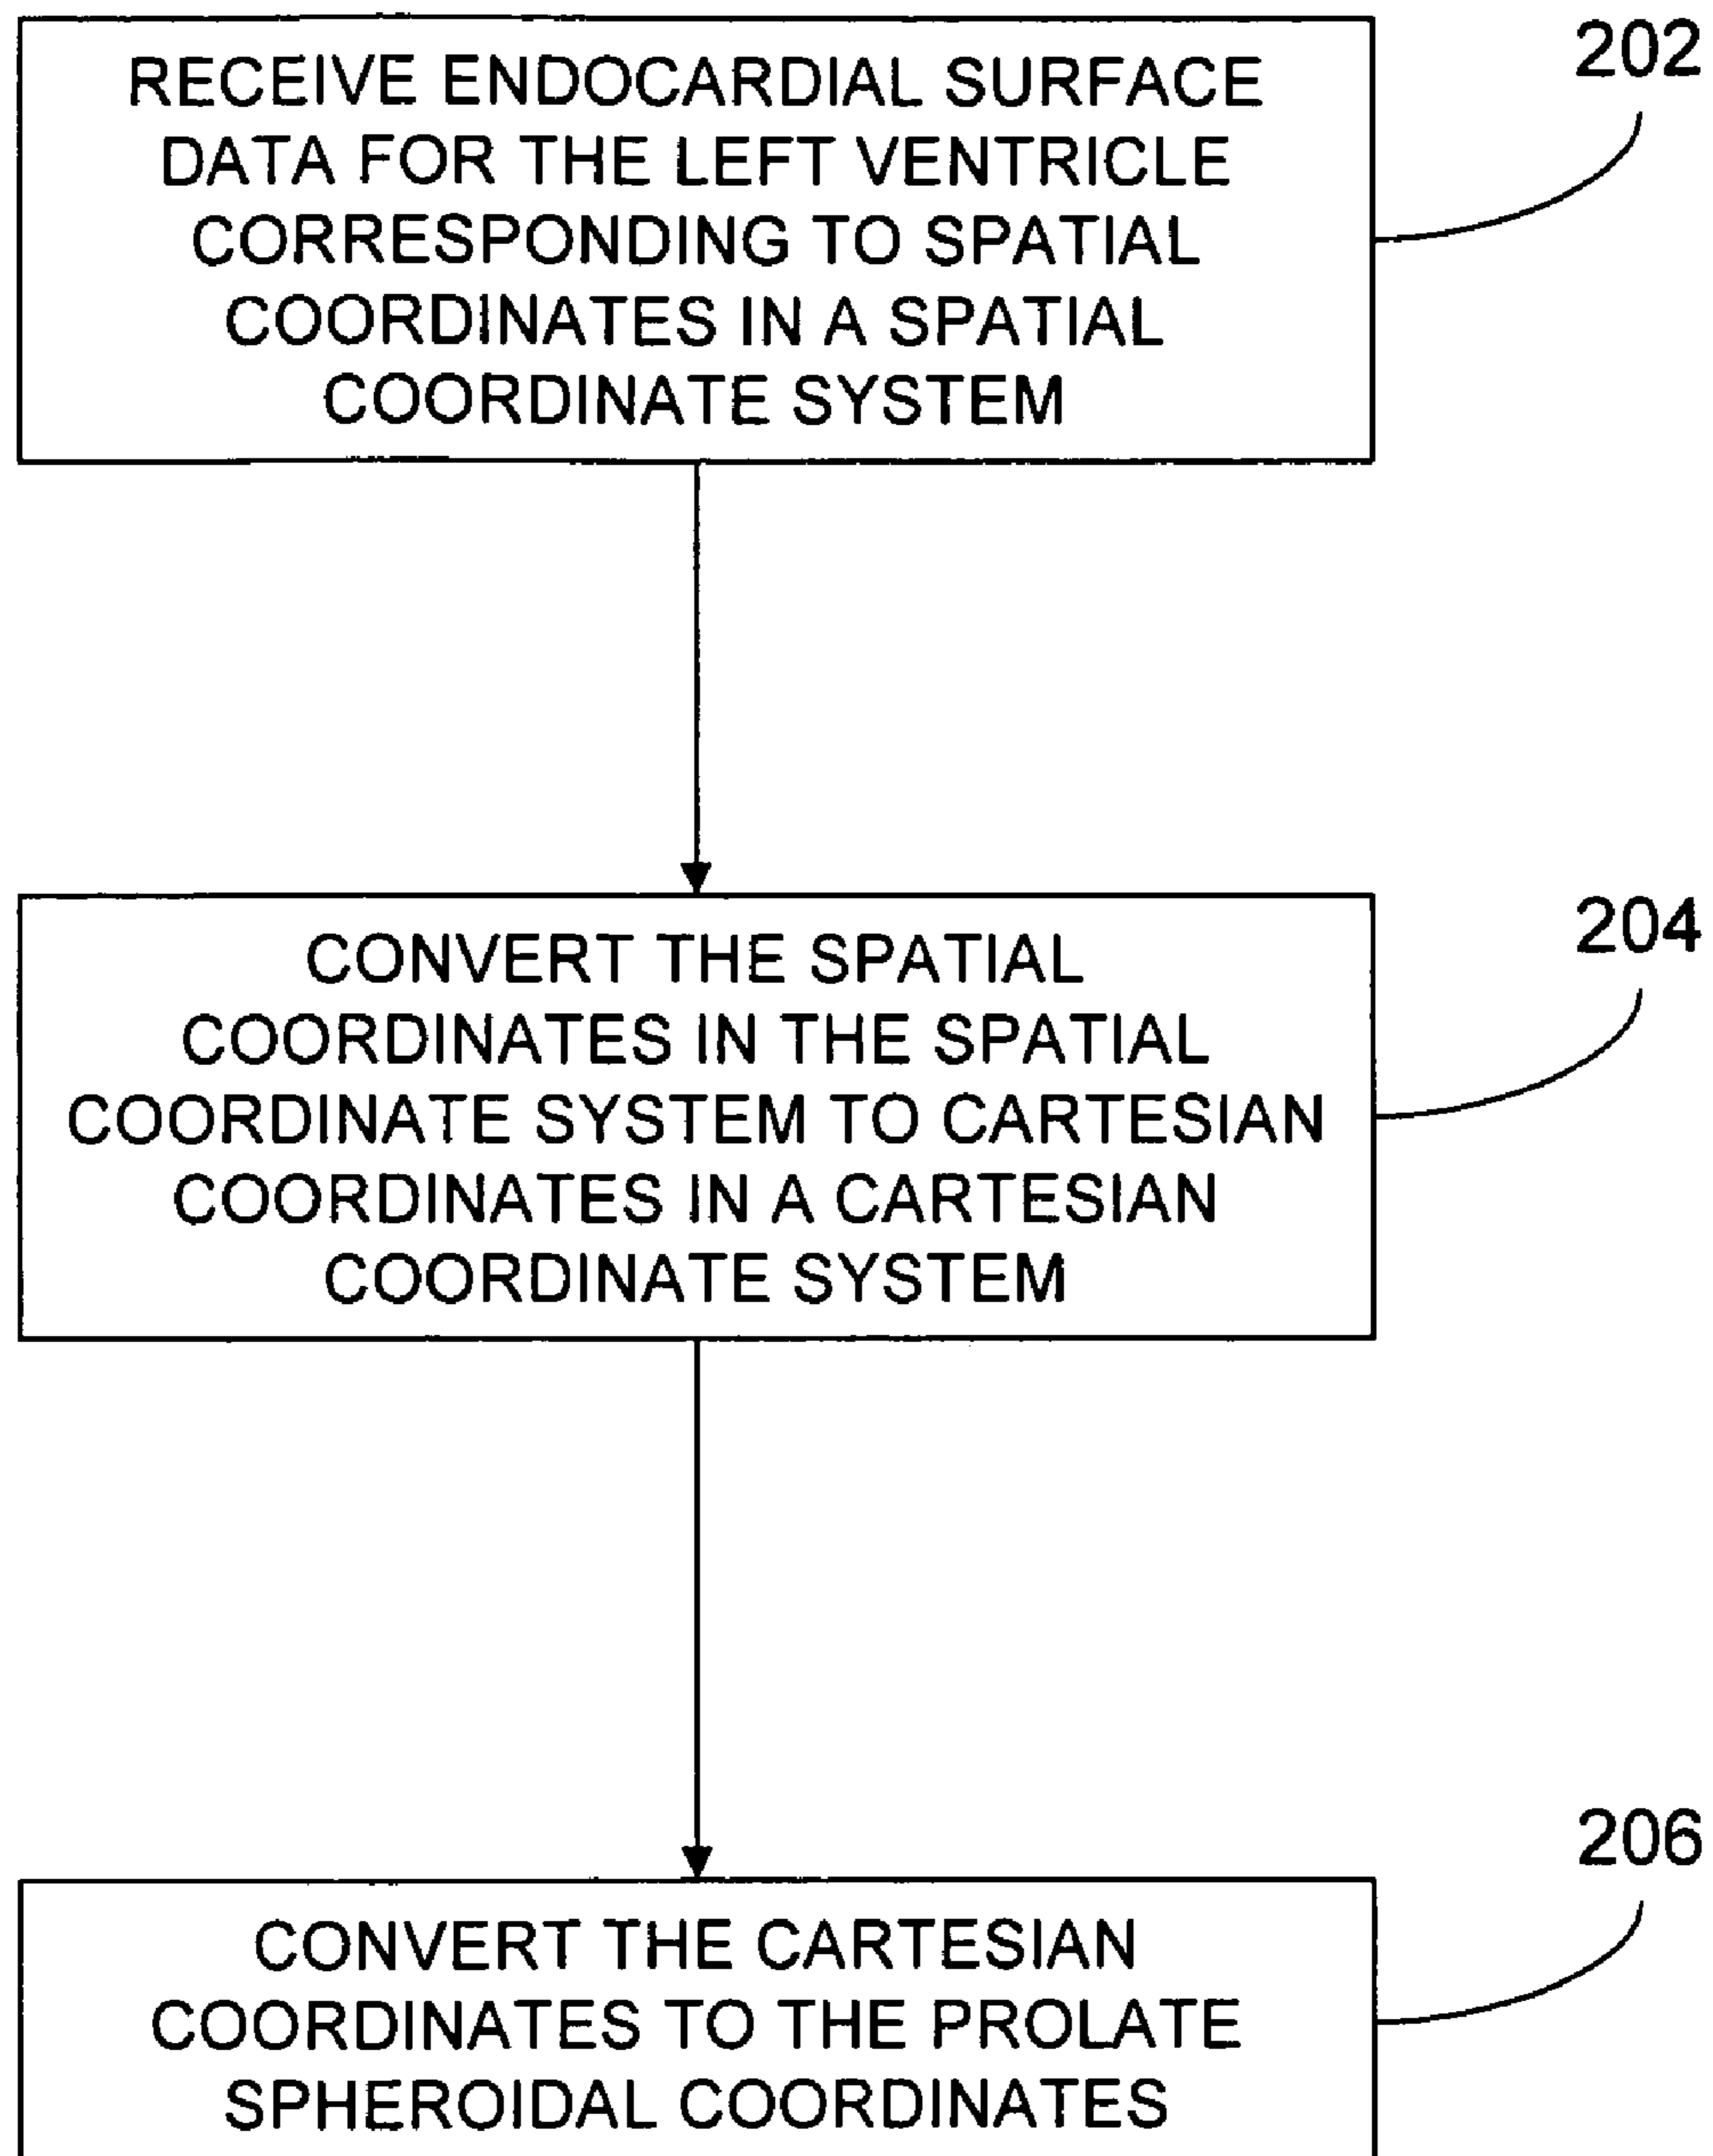 RECEIVE ENDOCARDIAL SURFACE
DATA FOR THE LEFT VENTRICLE
CORRESPONDING TO SPATIAL
COORDINATES IN A SPATIAL
COORDINATE SYSTEM
202
CONVERT THE SPATIAL
COORDINATES IN THE SPATIAL
COORDINATE SYSTEM TO CARTESIAN
COORDINATES IN A CARTESIAN
COORDINATE SYSTEM
204
CONVERT THE CARTESIAN
COORDINATES TO THE PROLATE
SPHEROIDAL COORDINATES
206